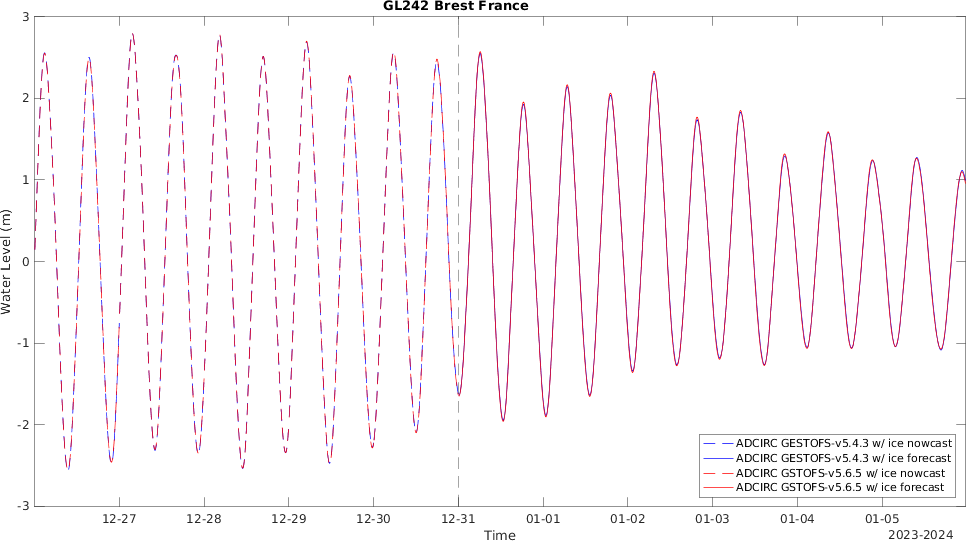 GL242 Brest France
3
2
1
0
-1
-2
-3
Water Level (m)
12-27 12-28 12-29 12-30 12-31 01-01 01-02 01-03 01-04 01-05
Time
2023-2024
ADCIRC GESTOFS-v5.4.3 w/ ice nowcast
ADCIRC GESTOFS-v5.4.3 w/ ice forecast
ADCIRC GSTOFS-v5.6.5 w/ ice nowcast
ADCIRC GSTOFS-v5.6.5 w/ ice forecast